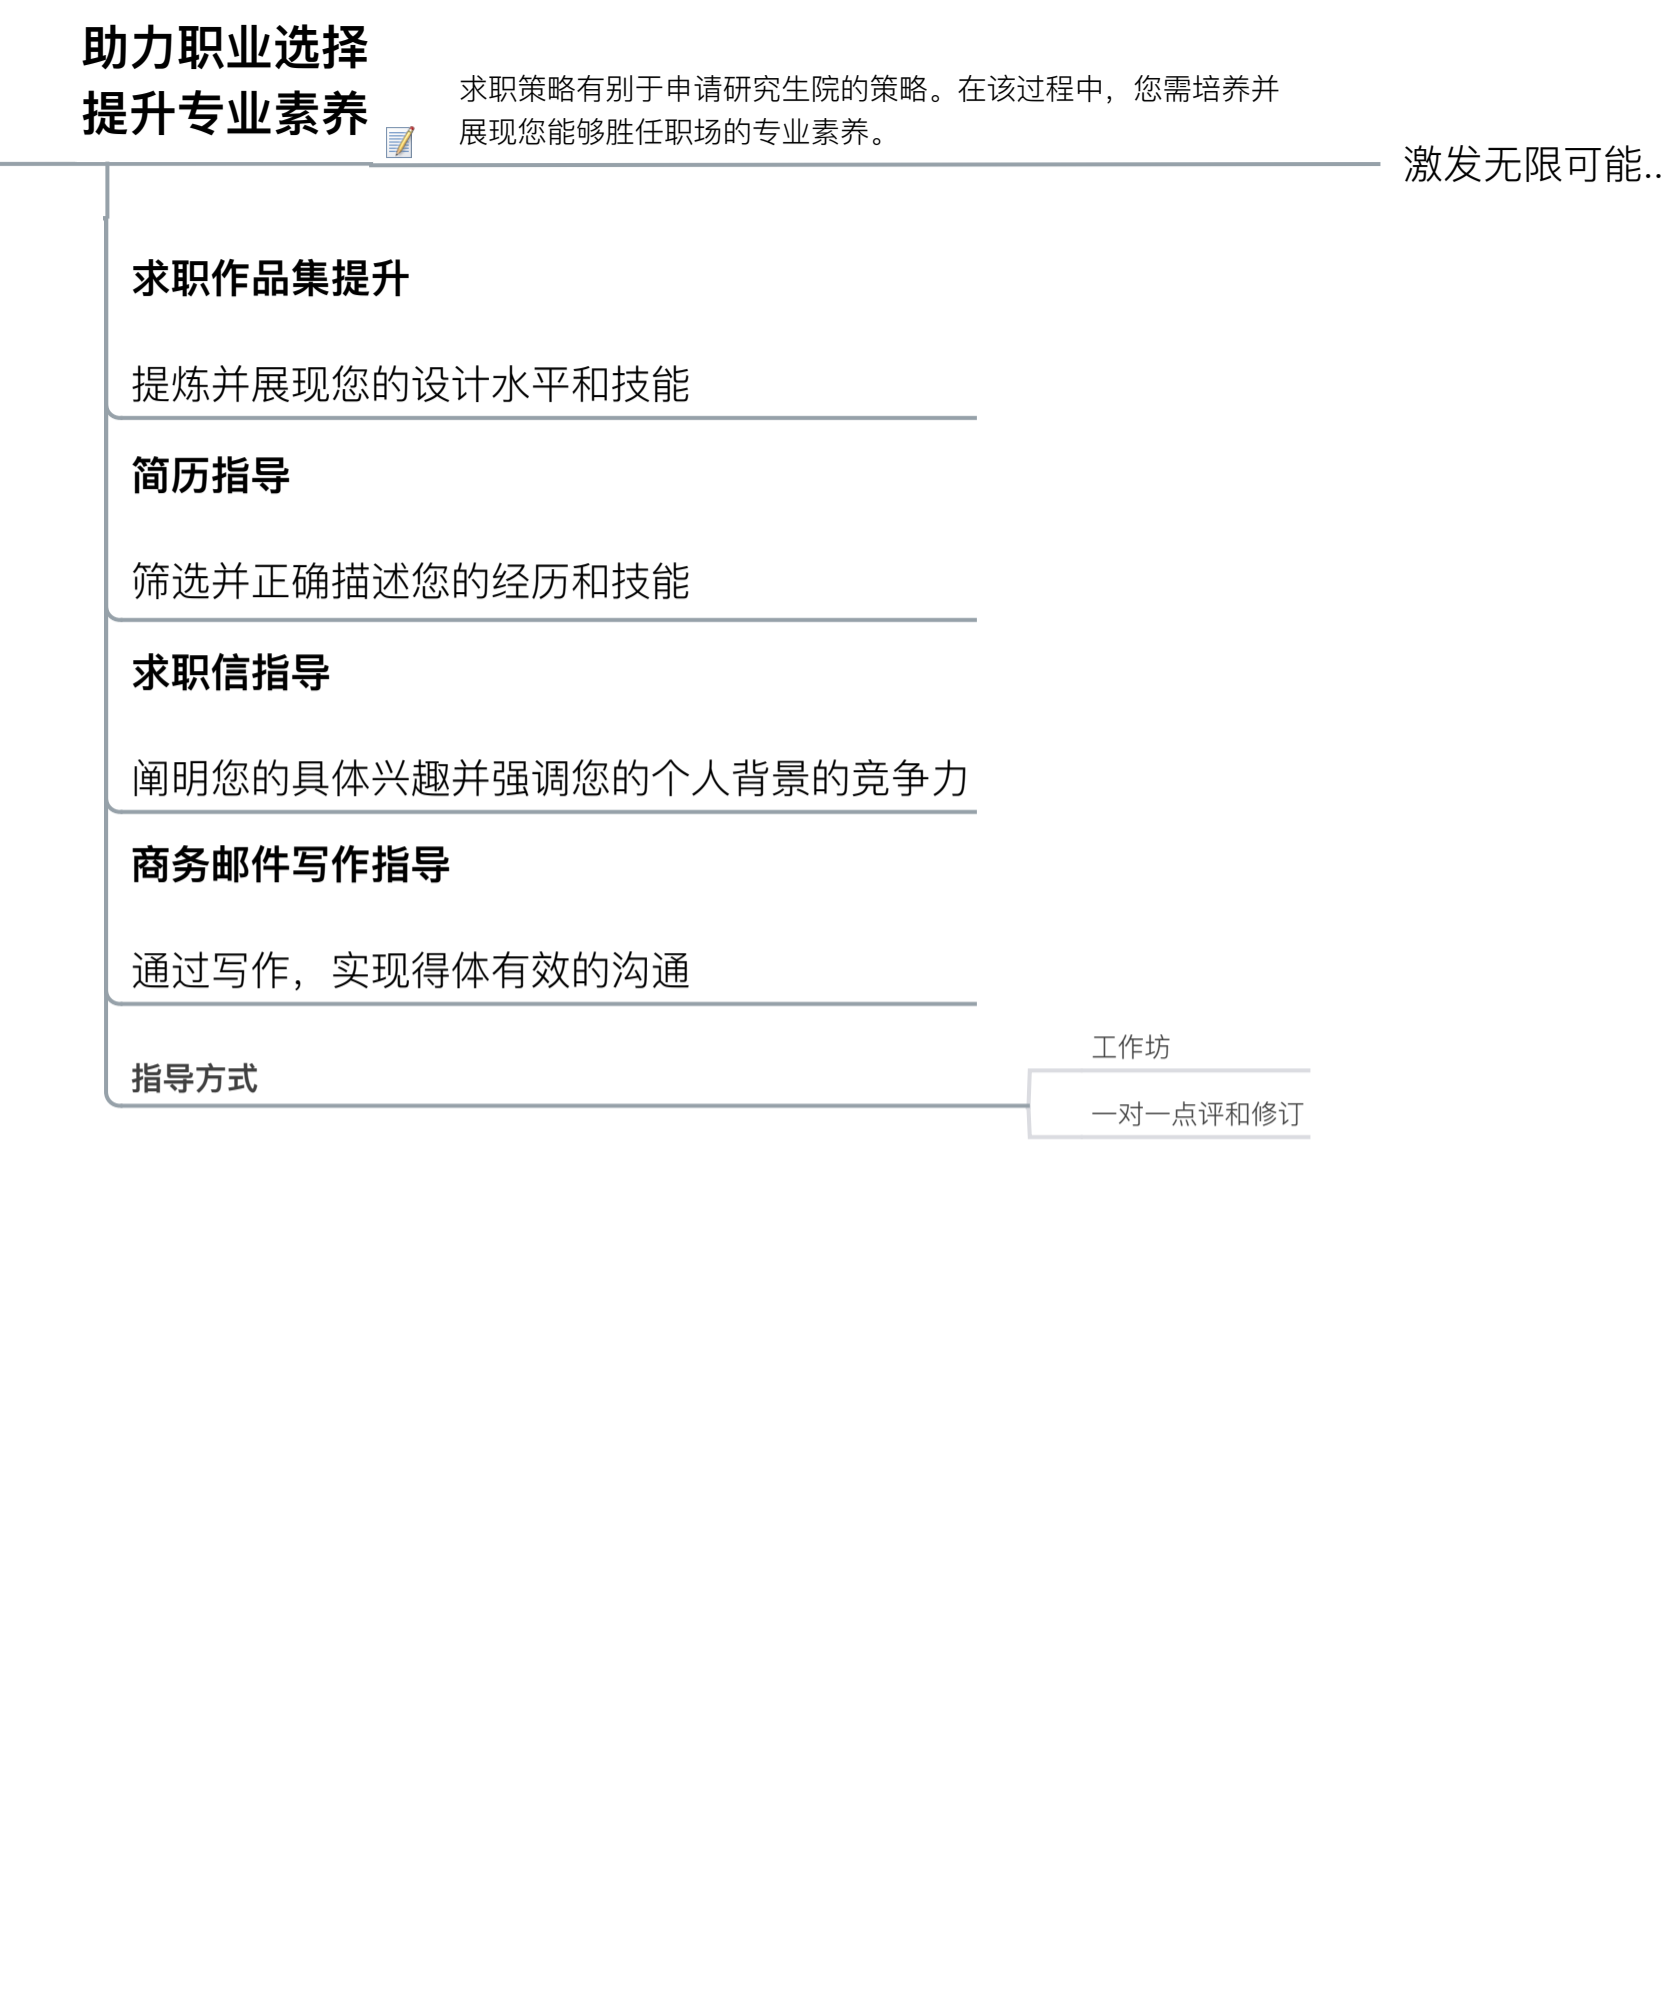 助力职业选择
提升专业素养
求职策略有别于申请研究生院的策略。在该过程中，您需培养并
展现您能够胜任职场的专业素养。
激发无限可能..
求职作品集提升
提炼并展现您的设计水平和技能
简历指导
筛选并正确描述您的经历和技能
求职信指导
阐明您的具体兴趣并强调您的个人背景的竞争力
商务邮件写作指导
通过写作，实现得体有效的沟通
指导方式
工作坊
一对一点评和修订